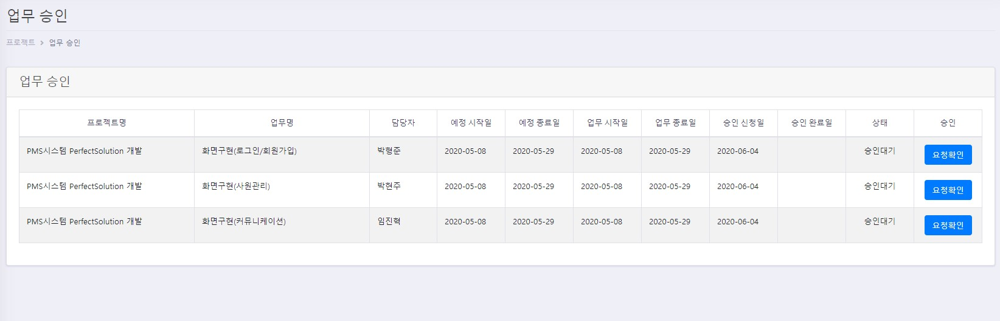 업무 승인
프로젝트 > 업무 승인
업무 승인
프로젝트명 업무명 담당자 예정 시작일 예정 종료일 업무 시작일 업무 종료일 승인 신청일 승인 완료일 상태 승인
PMS시스템 PerfectSolution 개발 화면구현(로그인/회원가입) 박형준 2020-05-08 2020-05-29 2020-05-08 2020-05-29 2020-06-04 승인대기 요청확인
PMS시스템 PerfectSolution 개발 화면구현(사원관리) 박현주 2020-05-08 2020-05-29 2020-05-08 2020-05-29 2020-06-04 승인대기 요청확인
PMS시스템 PerfectSolution 개발 화면구현(커뮤니케이션) 임진혁 2020-05-08 2020-05-29 2020-05-08 2020-05-29 2020-06-04 승인대기 요청확인